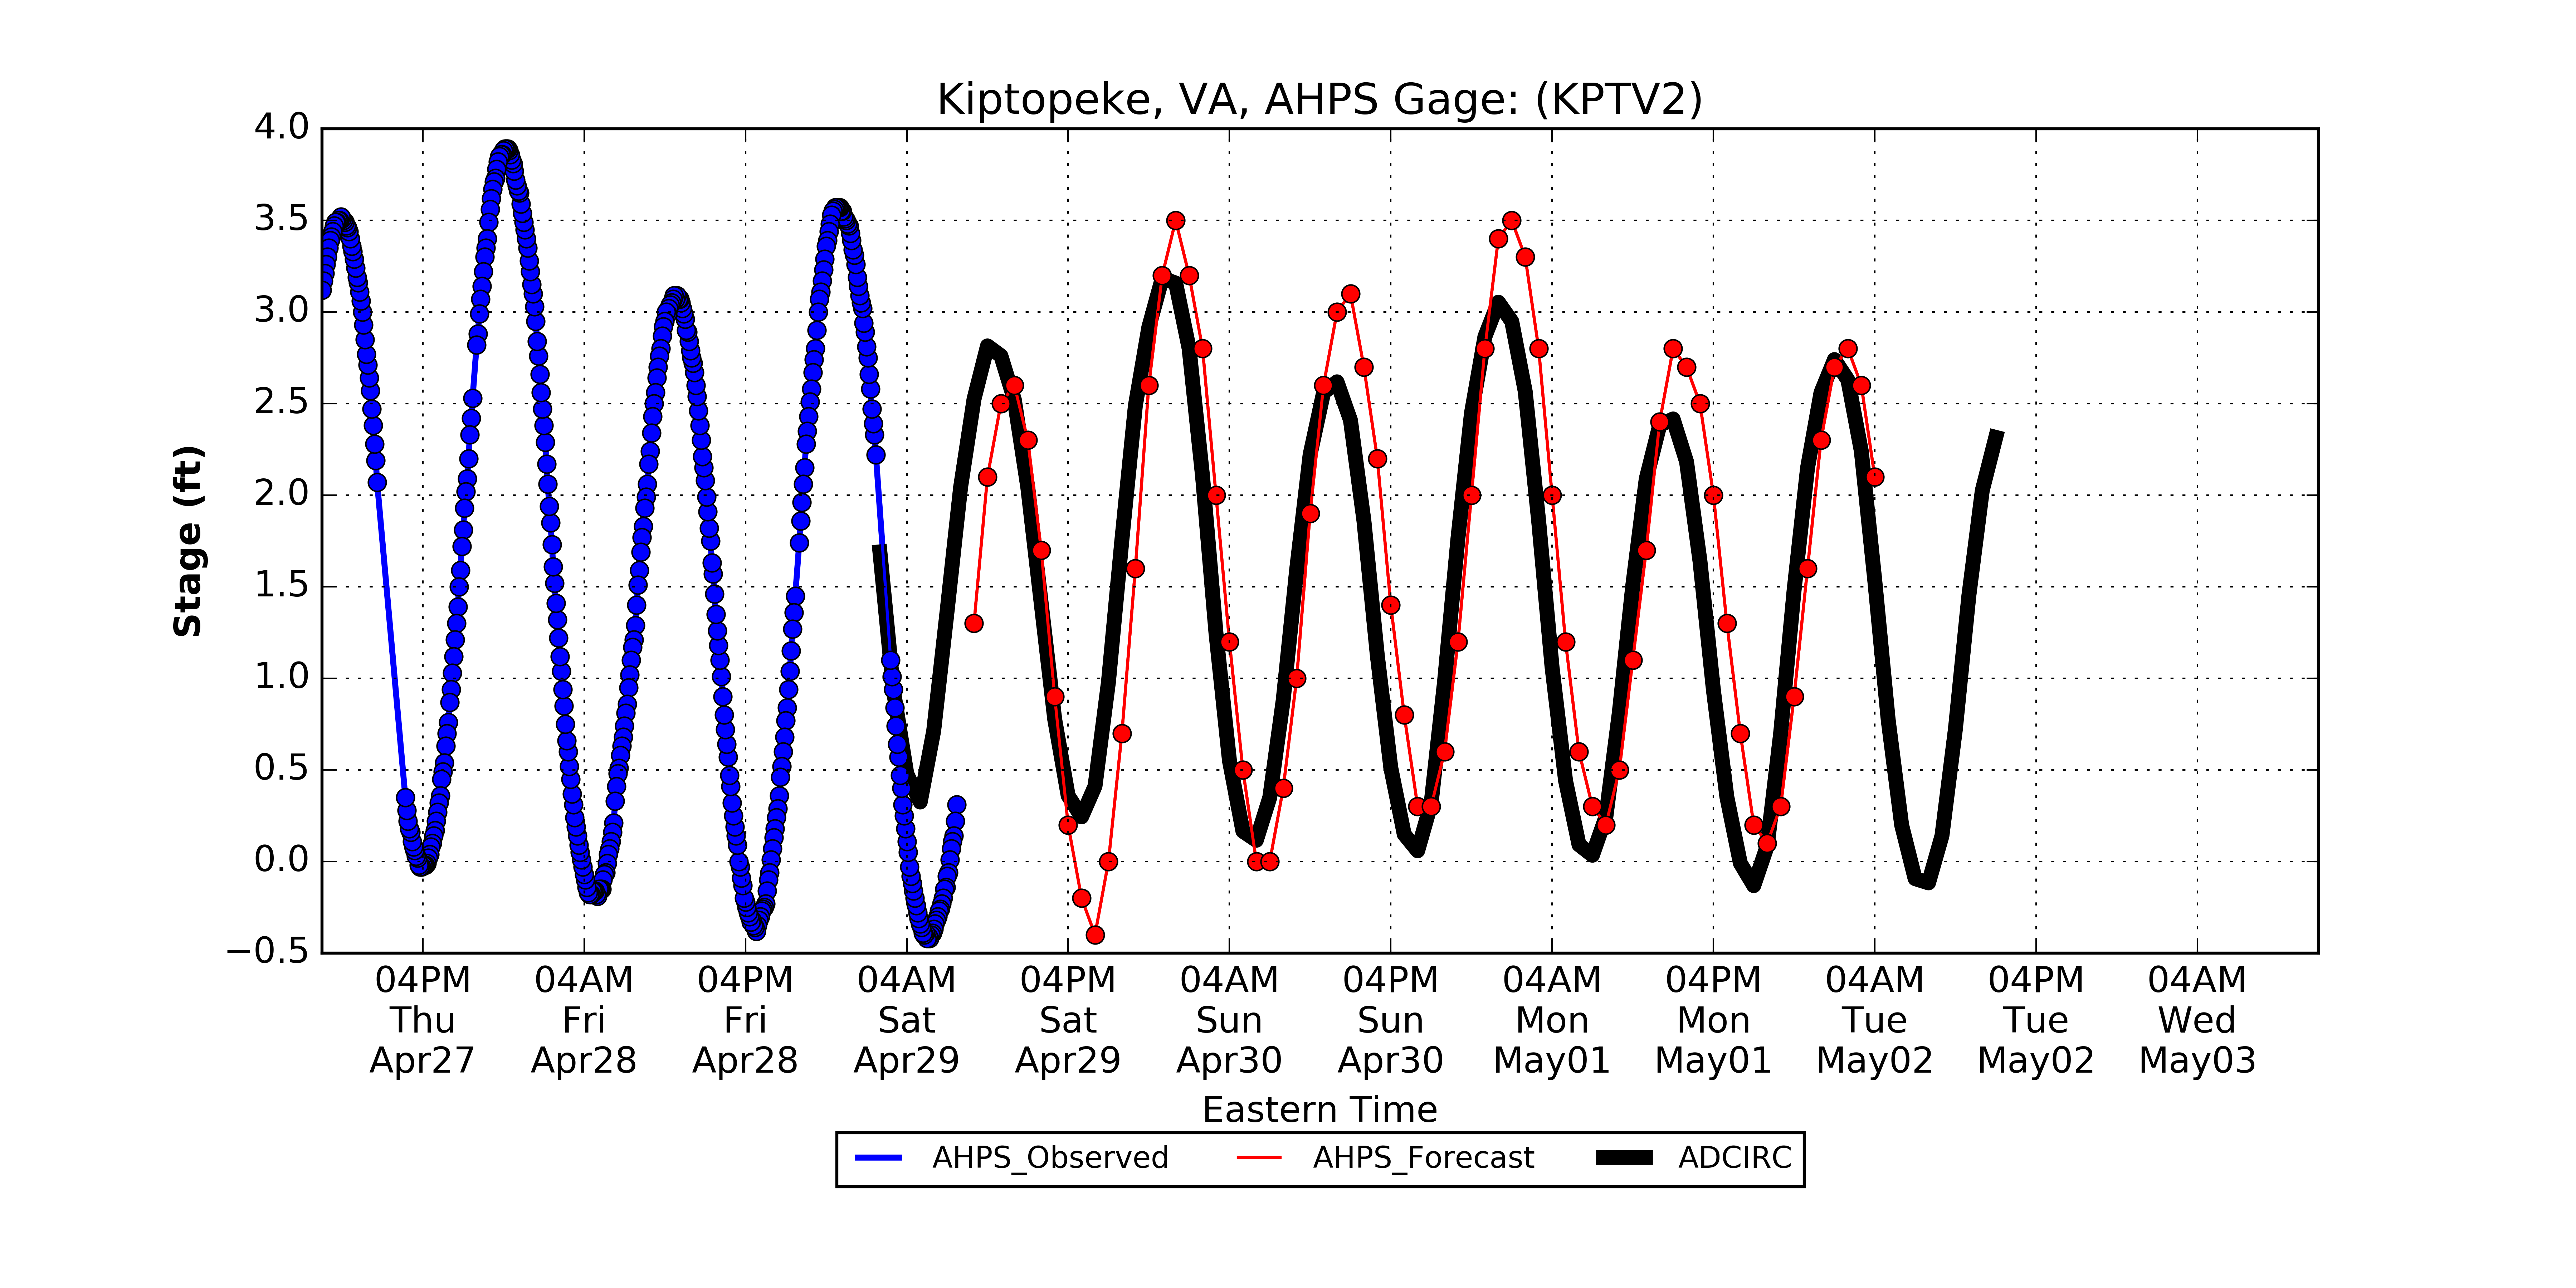 Kiptopeke, VA, AHPS Gage: (KPTV2)
4.0
3.5
3.0
2.5
2.0
1.5
1.0
0.5
0.0
−0.5
Stage (ft)
04PM 04AM 04PM 04AM 04PM 04AM 04PM 04AM 04PM 04AM 04PM 04AM
Thu Fri Fri Sat Sat Sun Sun Mon Mon Tue Tue Wed
Apr27 Apr28 Apr28 Apr29 Apr29 Apr30 Apr30 May01 May01 May02 May02 May03
Eastern Time
AHPS_Observed AHPS_Forecast ADCIRC